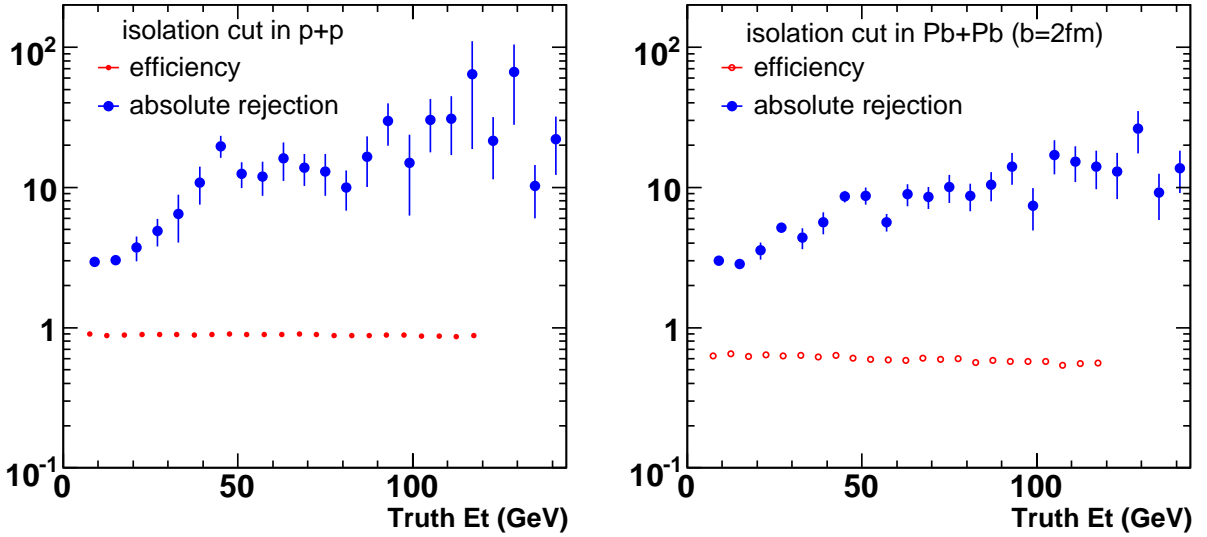 isolation cut in p+p
efficiency
absolute rejection
10²
10
1
10⁻¹
0
50
100
Truth Et (GeV)
isolation cut in Pb+Pb (b=2fm)
efficiency
absolute rejection
10²
10
1
10⁻¹
0
50
100
Truth Et (GeV)